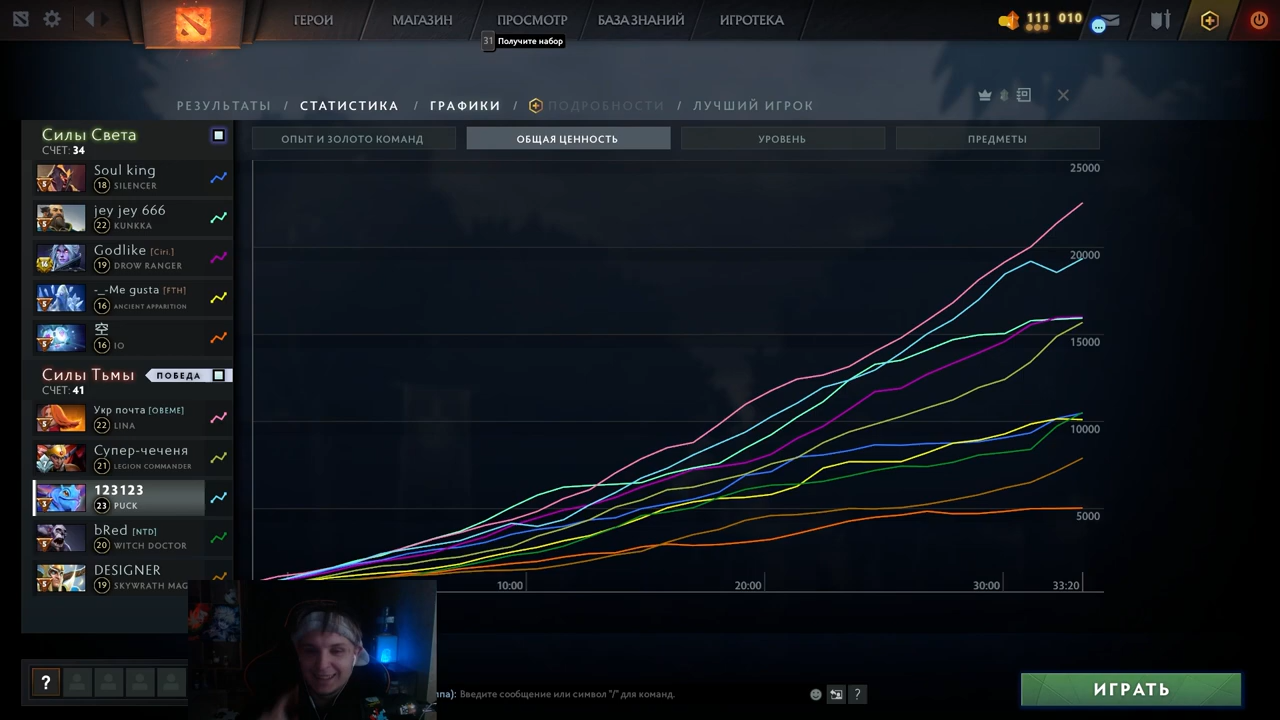 ГЕРОИ
МАГАЗИН
ПРОСМОТР
БАЗА ЗНАНИЙ
ИГРОТЕКА
111 010
31 Получите набор
РЕЗУЛЬТАТЫ / СТАТИСТИКА / ГРАФИКИ / ПОДРОБНОСТИ / ЛУЧШИЙ ИГРОК
ОПЫТ И ЗОЛОТО КОМАНД
ОБЩАЯ ЦЕННОСТЬ
УРОВЕНЬ
ПРЕДМЕТЫ
Силы Света
СЧЕТ: 34
Soul king
18 SILENCER
jey jey 666
22 KUNKKA
Godlike [Ciri.]
19 DROW RANGER
-_-Me gusta [FTH]
16 ANCIENT APPARITION
空
16 IO
Силы Тьмы
ПОБЕДА
СЧЕТ: 41
Укр почта [OBEME]
22 LINA
Супер-чеченя
21 LEGION COMMANDER
123123
23 PUCK
bRed [NTD]
20 WITCH DOCTOR
DESIGNER
19 SKYWRATH MAG
25000
20000
15000
10000
5000
10:00
20:00
30:00
33:20
?
ппа): Введите сообщение или символ "/" для команд.
?
ИГРАТЬ